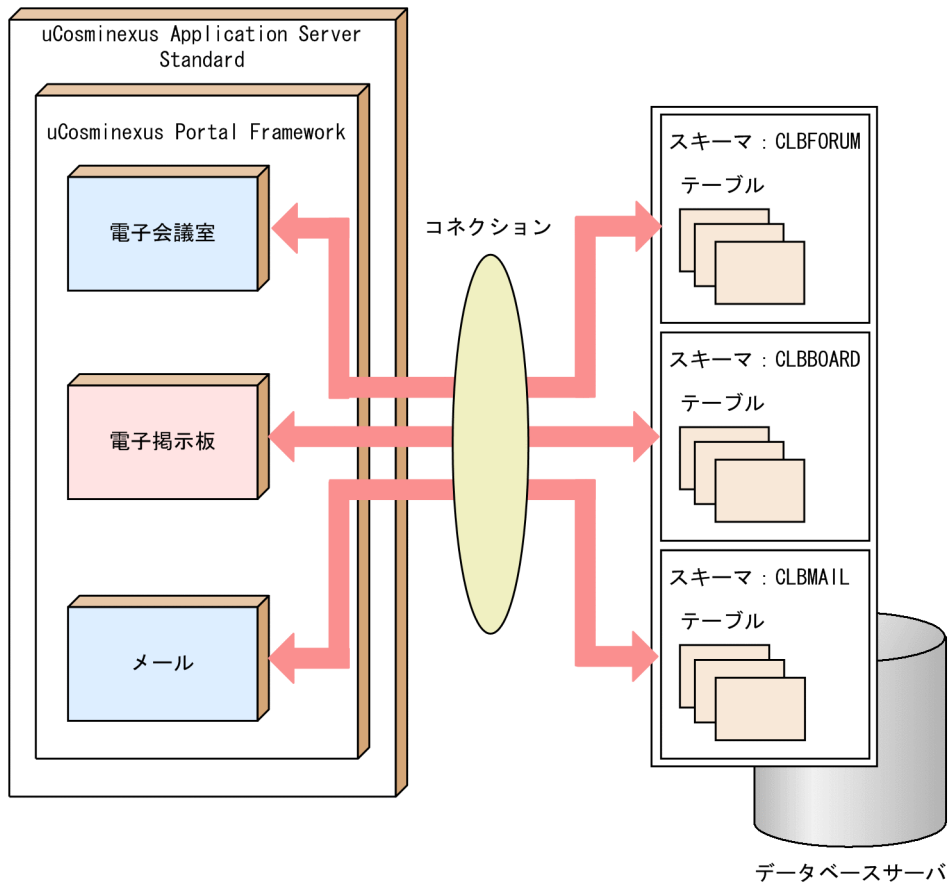 uCosminexus Application Server
Standard
uCosminexus Portal Framework
電子会議室
電子掲示板
メール
コネクション
スキーマ：CLBFORUM
テーブル
スキーマ：CLBBOARD
テーブル
スキーマ：CLBMAIL
テーブル
データベースサーバ